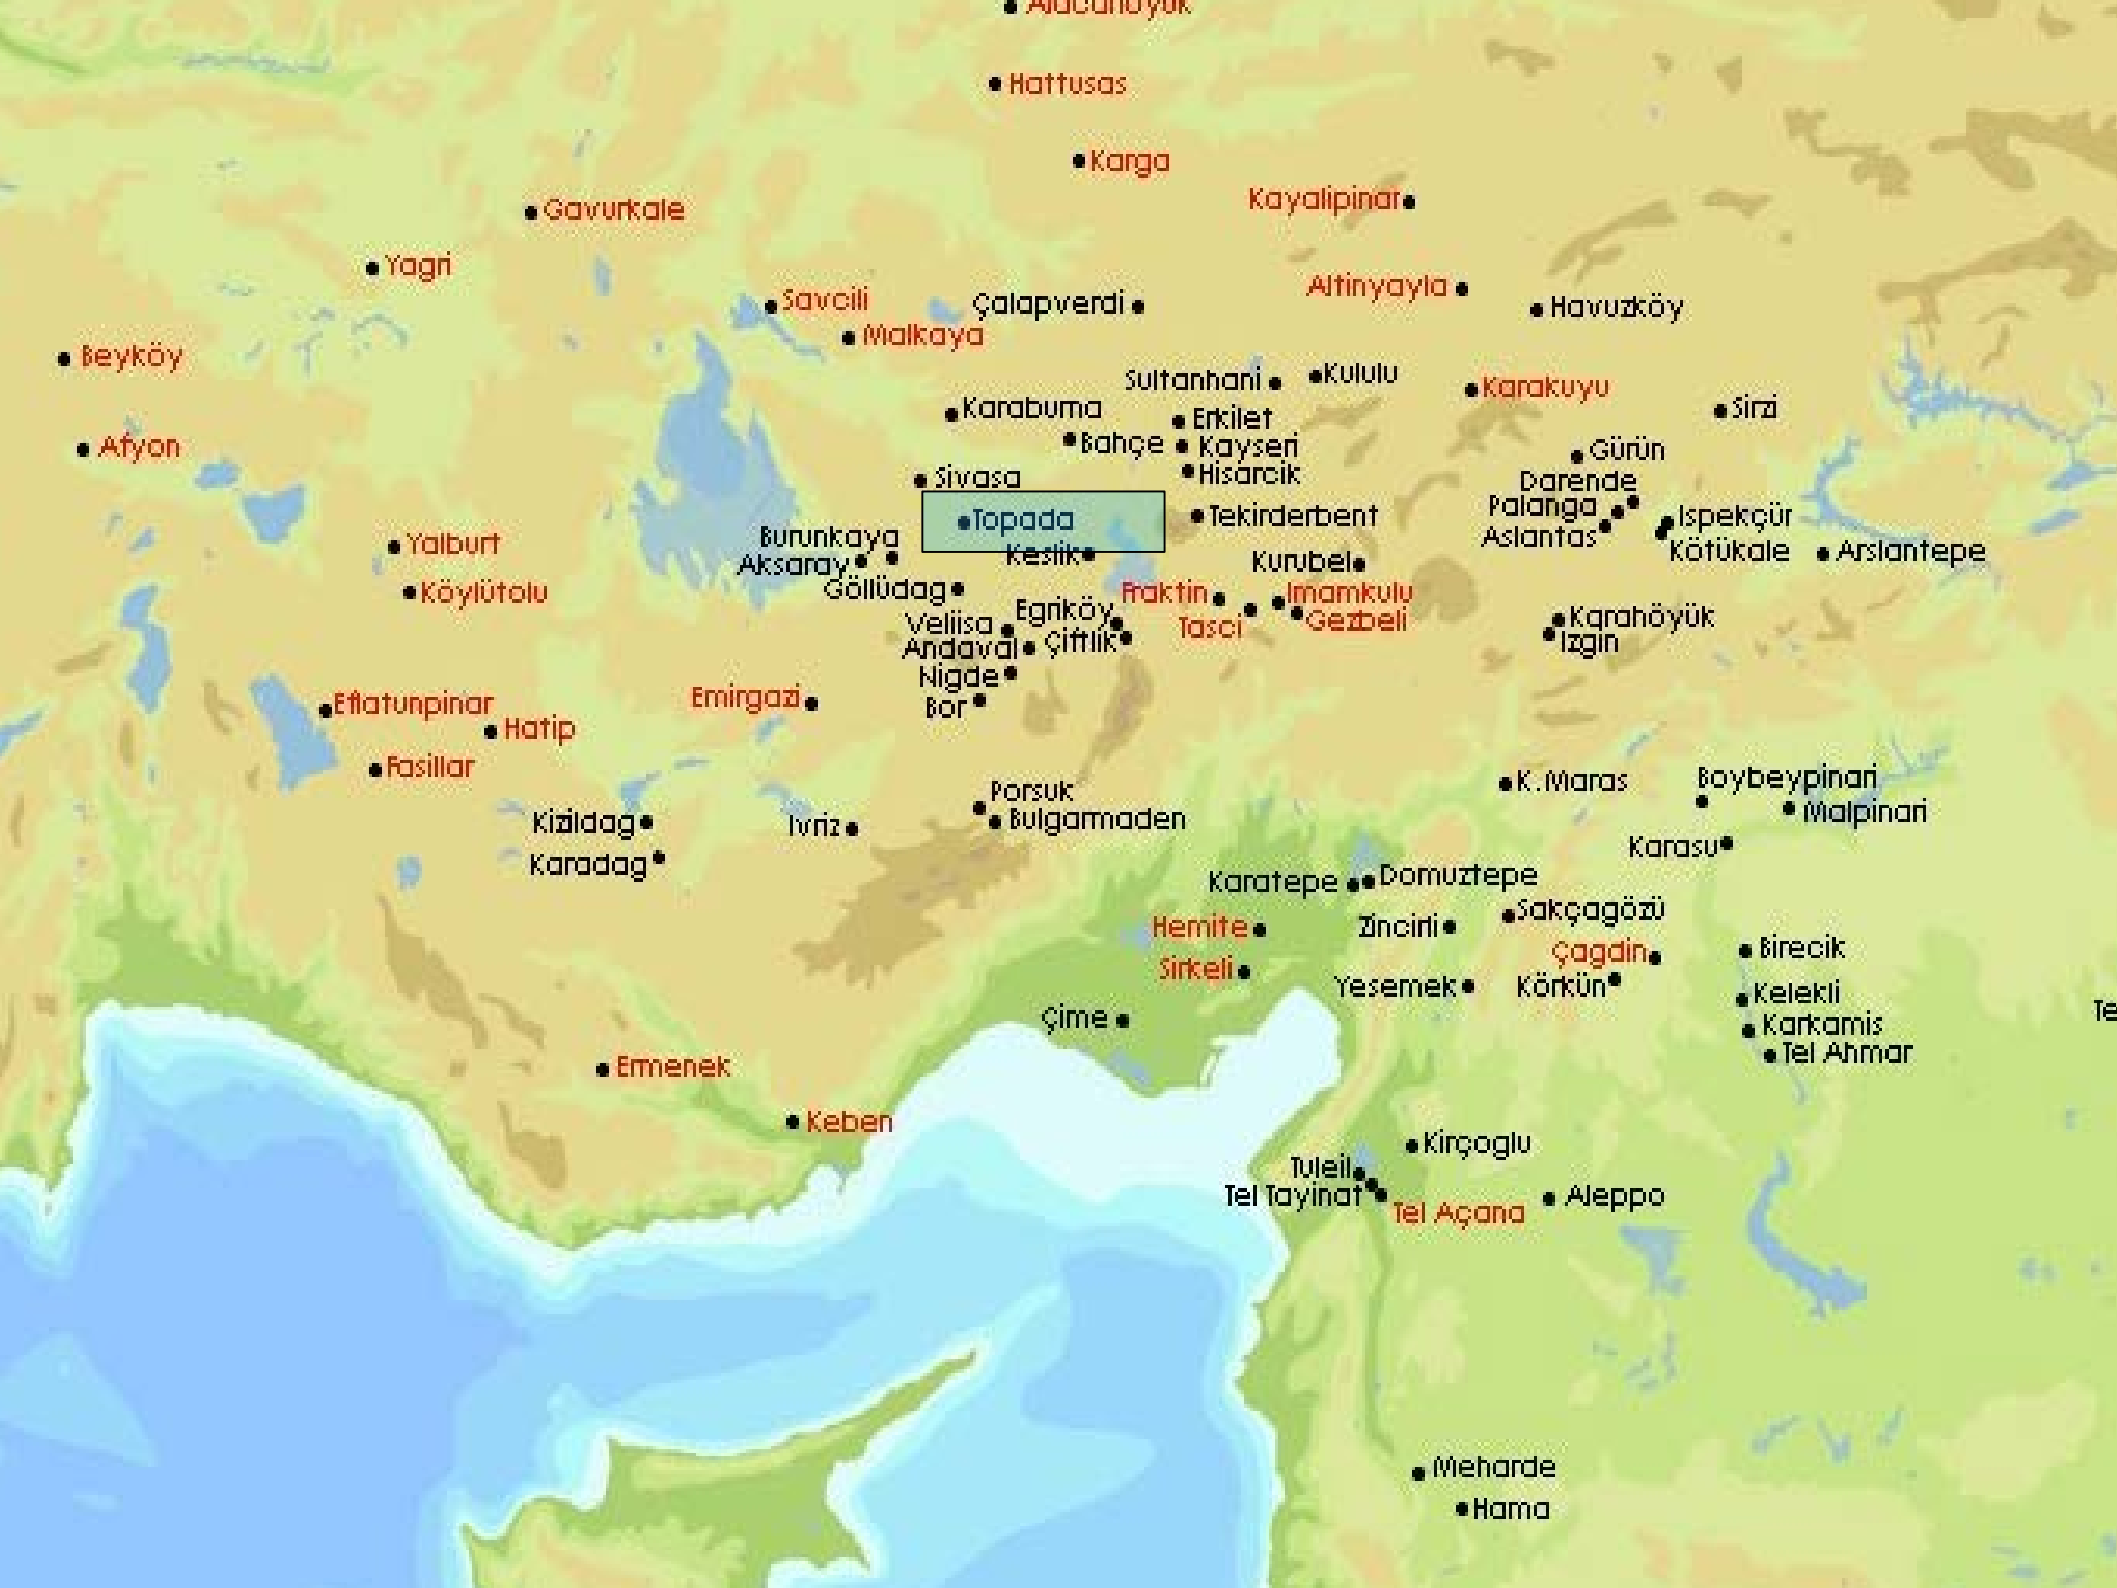 Alacahöyük
Hattusas
Karga
Kayalipinar
Gavurkale
Yagri
Altinyayla
Savcili
Çalapverdi
Havuzköy
Malkaya
Beyköy
Sultanhani
Kululu
Karakuyu
Karaburna
Sirzi
Erkilet
Bahçe
Kayseri
Afyon
Gürün
Hisarcik
Sivasa
Darende
Palanga
Topada
Tekirderbent
Ispekçür
Aslantas
Burunkaya
Yalburt
Keslik
Kötükale
Arslantepe
Aksaray
Kurubel
Göllüdag
Köylütolu
Fraktin
Imamkulu
Egriköy
Gezbeli
Karahöyük
Veliisa
Tasci
Çiftlik
Izgin
Andaval
Nigde
Emirgazi
Eflatunpinar
Bor
Hatip
Fasillar
K.Maras
Boybeypinari
Porsuk
Malpinari
Kizildag
Ivriz
Bulgarmaden
Karasu
Karadag
Karatepe
Domuztepe
Sakçagözü
Hemite
Zincirli
Çagdin
Birecik
Sirkeli
Yesemek
Körkün
Kelekli
Te
Çime
Karkamis
Tel Ahmar
Ermenek
Keben
Kirçoglu
Tuleil
Tel Tayinat
Aleppo
Tel Açana
Meharde
Hama